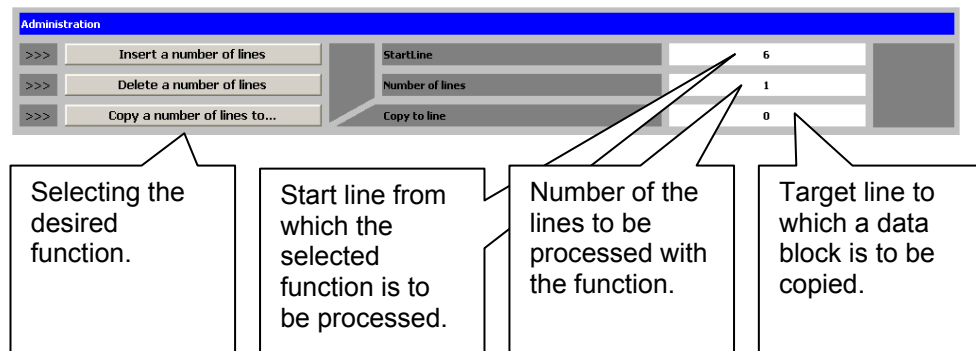 Administration
>>> Insert a number of lines StartLine 6
>>> Delete a number of lines Number of lines 1
>>> Copy a number of lines to... Copy to line 0
Selecting the
desired
function.
Start line from
which the
selected
function is to
be processed.
Number of the
lines to be
processed with
the function.
Target line to
which a data
block is to be
copied.